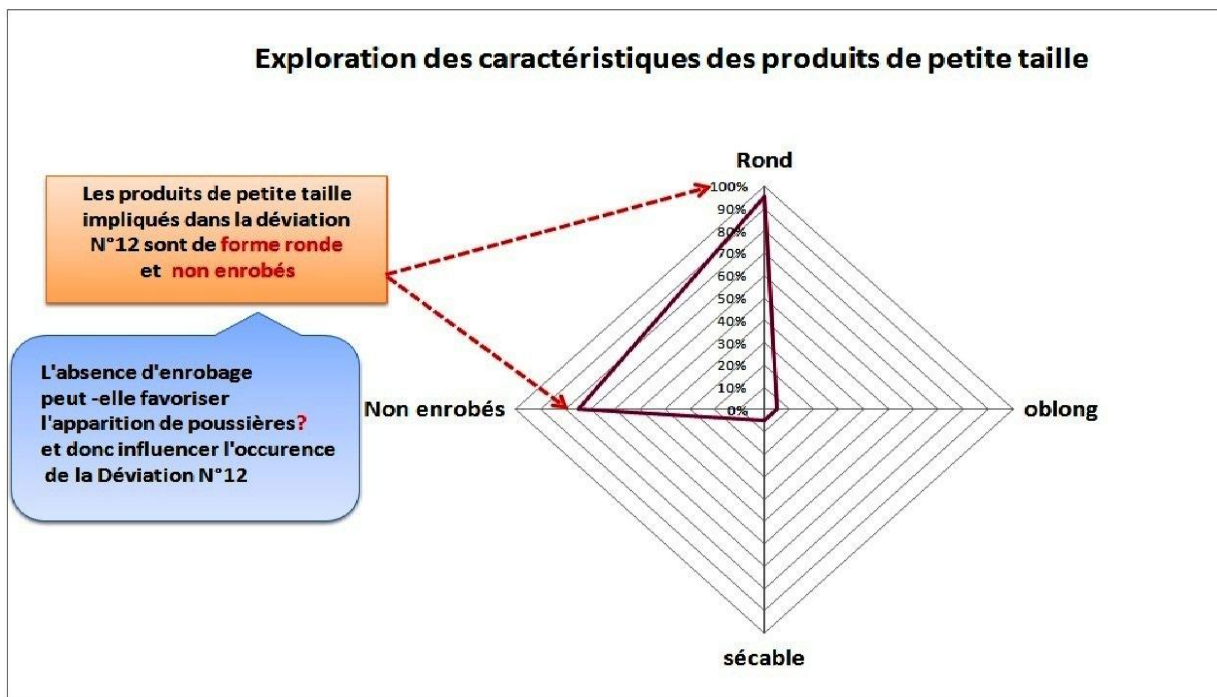 Exploration des caractéristiques des produits de petite taille
Les produits de petite taille
impliqués dans la déviation
N°12 sont de forme ronde
et non enrobés
L'absence d'enrobage
peut -elle favoriser
l'apparition de poussières?
et donc influencer l'occurence
de la Déviation N°12
Rond
100%
90%
80%
70%
60%
50%
40%
30%
20%
10%
0%
Non enrobés
oblong
sécable